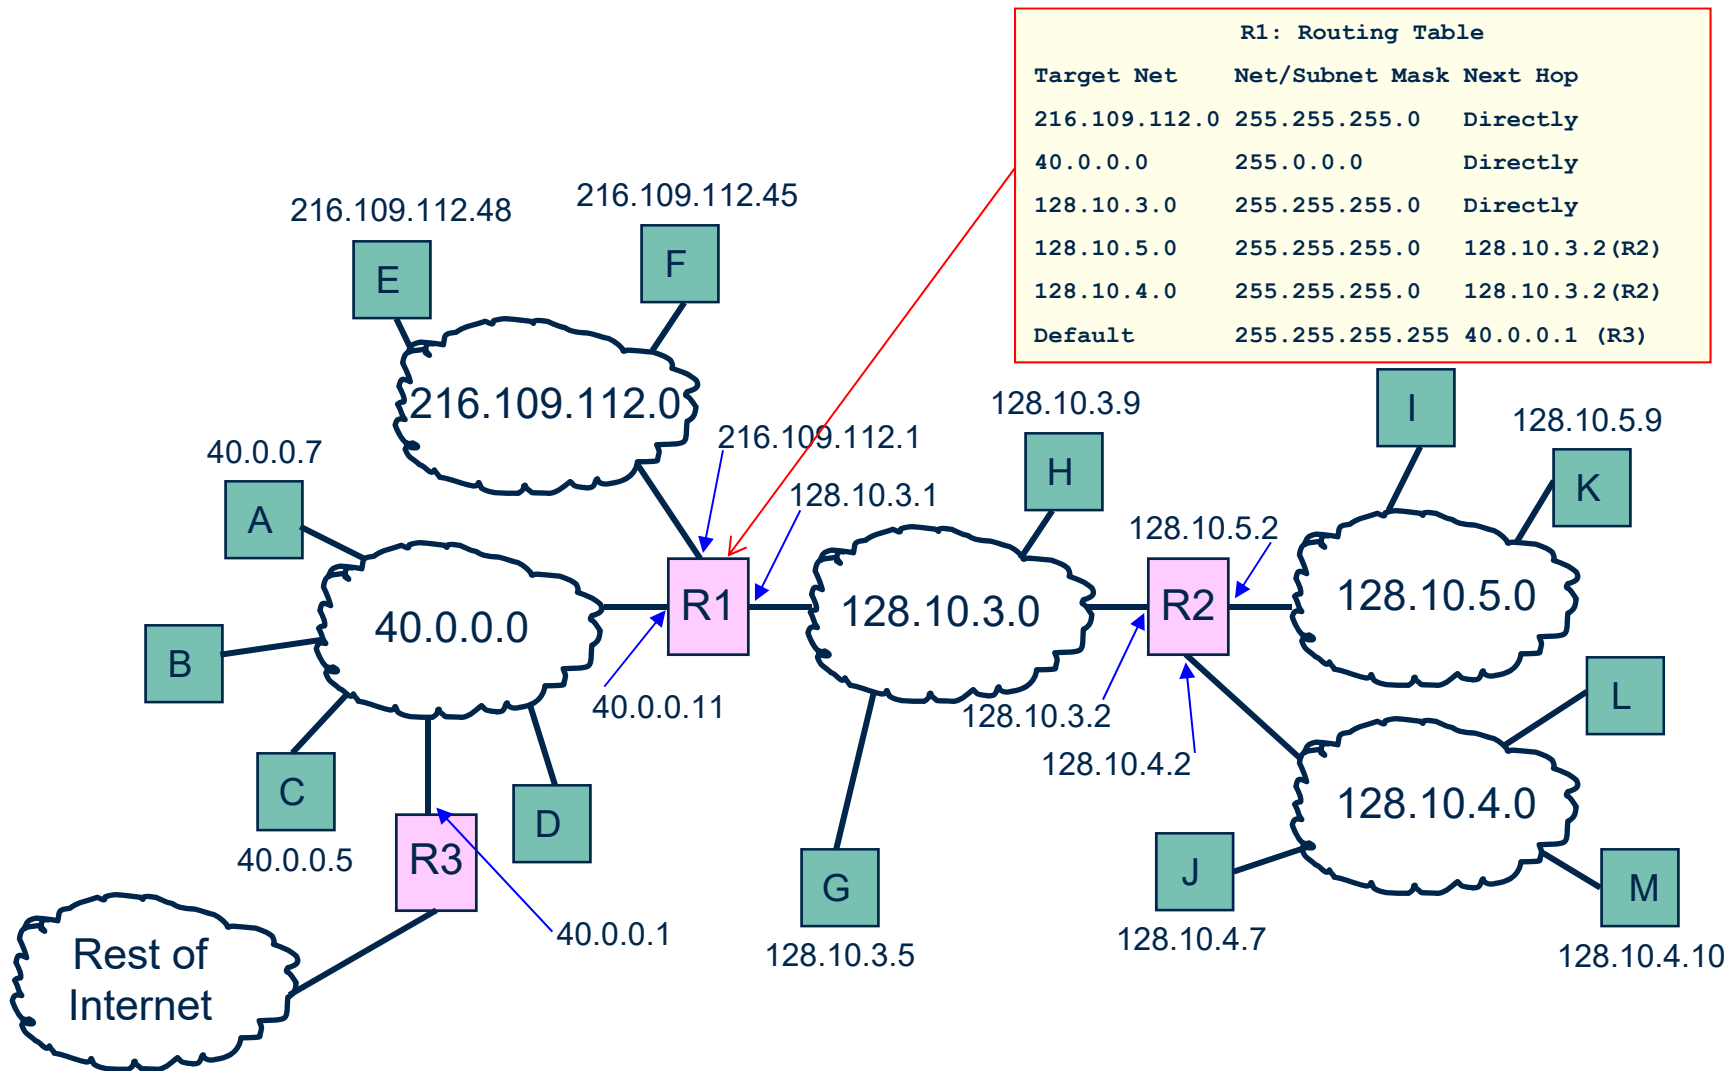 R1: Routing Table
Target Net Net/Subnet Mask Next Hop
216.109.112.0 255.255.255.0 Directly
40.0.0.0 255.0.0.0 Directly
128.10.3.0 255.255.255.0 Directly
128.10.5.0 255.255.255.0 128.10.3.2(R2)
128.10.4.0 255.255.255.0 128.10.3.2(R2)
Default 255.255.255.255 40.0.0.1 (R3)
216.109.112.48
216.109.112.45
E
F
216.109.112.0
216.109.112.1
128.10.3.1
40.0.0.7
A
B
C
40.0.0.5
D
40.0.0.0
R1
40.0.0.11
R3
40.0.0.1
Rest of
Internet
128.10.3.9
H
128.10.3.0
G
128.10.3.5
128.10.3.2
128.10.4.2
128.10.5.2
R2
I
128.10.5.9
K
128.10.5.0
L
128.10.4.0
J
128.10.4.7
M
128.10.4.10